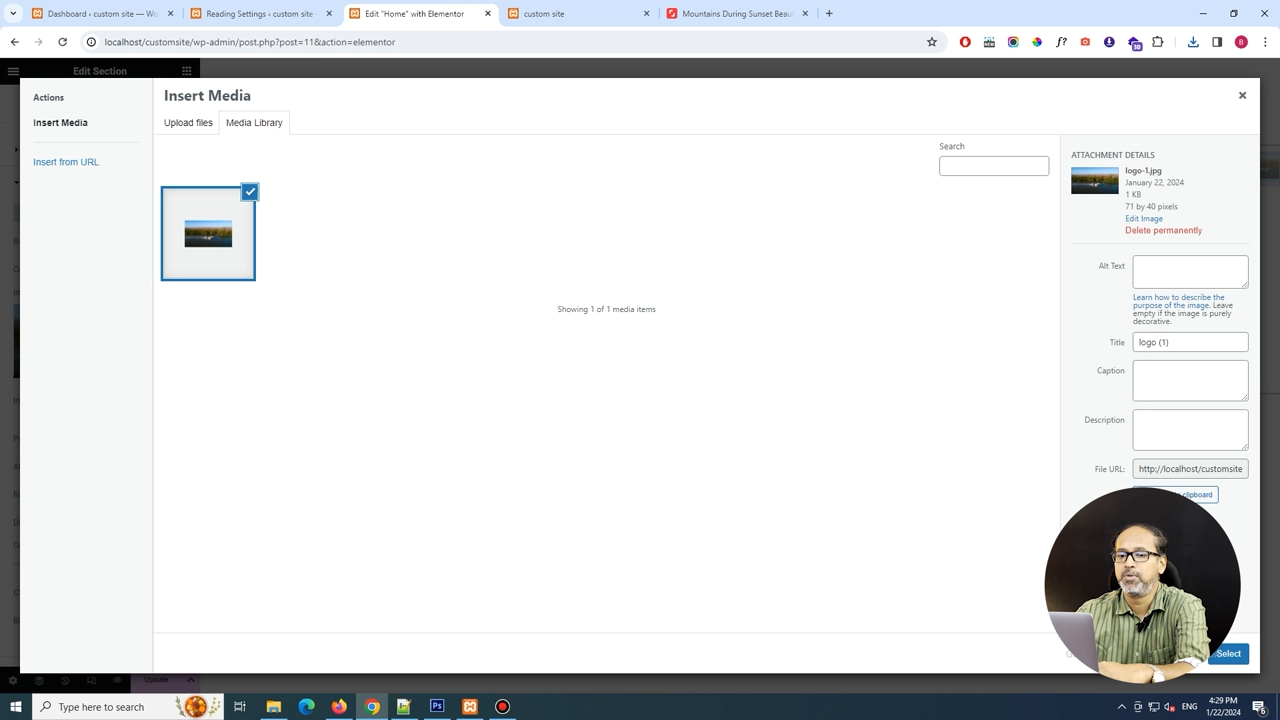 Dashboard ‹ custom site — Wo
Reading Settings ‹ custom site -
Edit "Home" with Elementor
custom site
Mountains During Sunset Beau
localhost/customsite/wp-admin/post.php?post=11&action=elementor
Edit Section
Actions
Insert Media
Insert from URL
Insert Media
Upload files
Media Library
Search
Showing 1 of 1 media items
ATTACHMENT DETAILS
logo-1.jpg
January 22, 2024
1 KB
71 by 40 pixels
Edit Image
Delete permanently
Alt Text
Learn how to describe the
purpose of the image. Leave
empty if the image is purely
decorative.
Title
logo (1)
Caption
Description
File URL:
http://localhost/customsite
clipboard
Select
Update
Type here to search
ENG
4:29 PM
1/22/2024